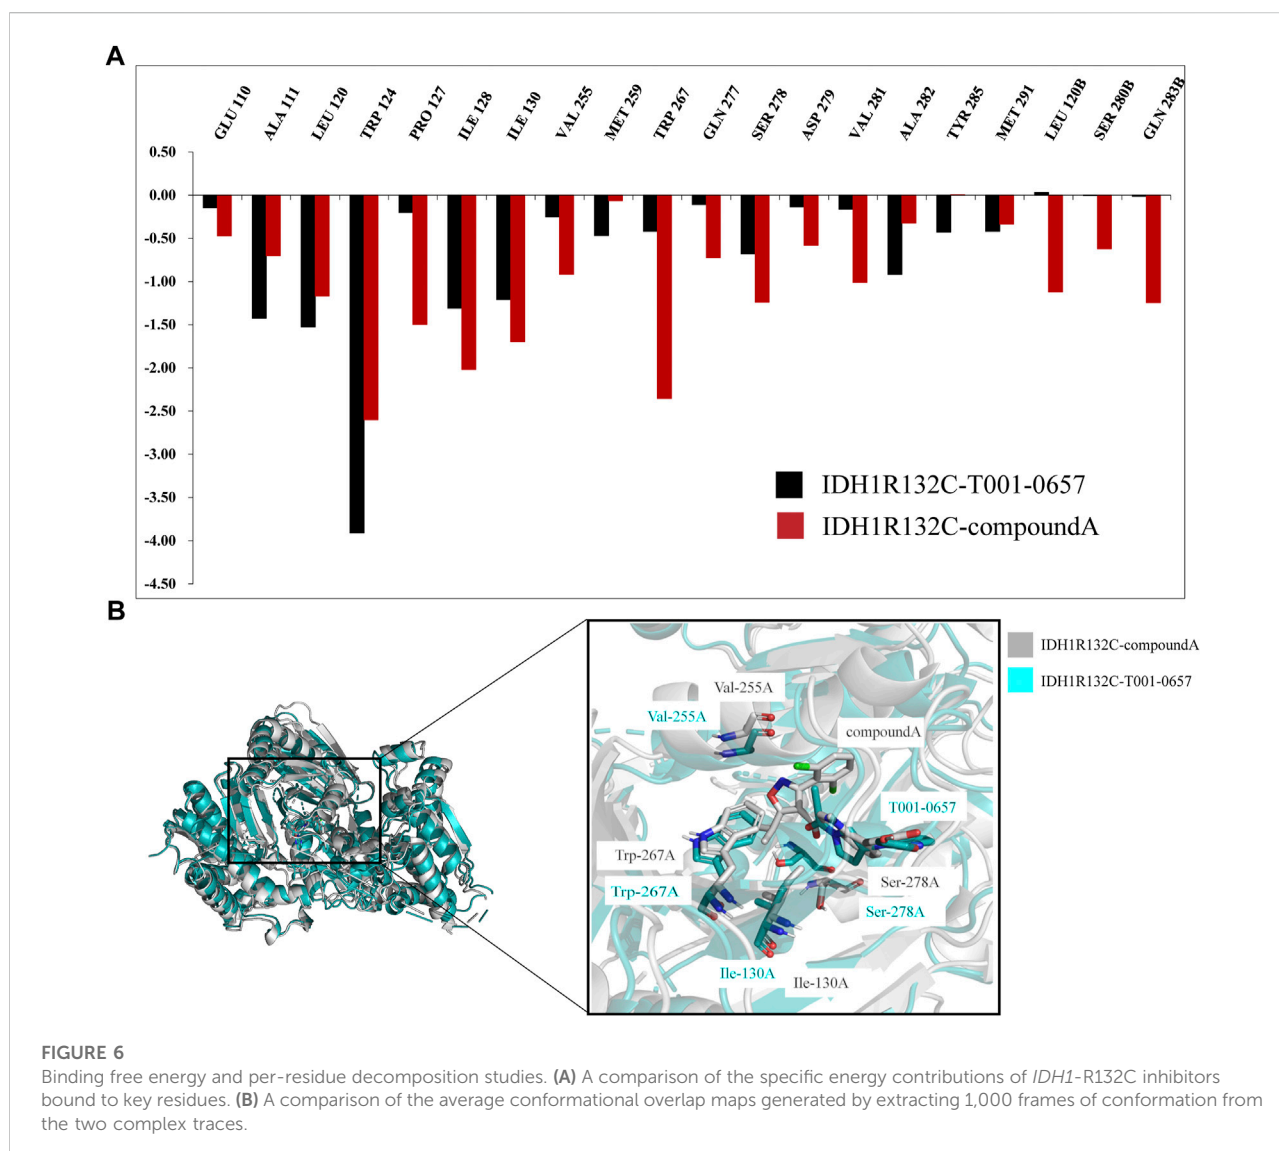 A
GLU 110
ALA 111
LEU 120
TRP 124
PRO 127
ILE 128
ILE 130
VAL 255
MET 259
TRP 267
GLN 277
SER 278
ASP 279
VAL 281
ALA 282
TYR 285
MET 291
LEU 120B
SER 280B
GLN 283B
0.50
0.00
-0.50
-1.00
-1.50
-2.00
-2.50
-3.00
-3.50
-4.00
-4.50
IDH1R132C-T001-0657
IDH1R132C-compoundA
B
Val-255A
Val-255A
compoundA
T001-0657
Trp-267A
Trp-267A
Ser-278A
Ser-278A
Ile-130A
Ile-130A
IDH1R132C-compoundA
IDH1R132C-T001-0657
FIGURE 6
Binding free energy and per-residue decomposition studies. (A) A comparison of the specific energy contributions of IDH1-R132C inhibitors
bound to key residues. (B) A comparison of the average conformational overlap maps generated by extracting 1,000 frames of conformation from
the two complex traces.